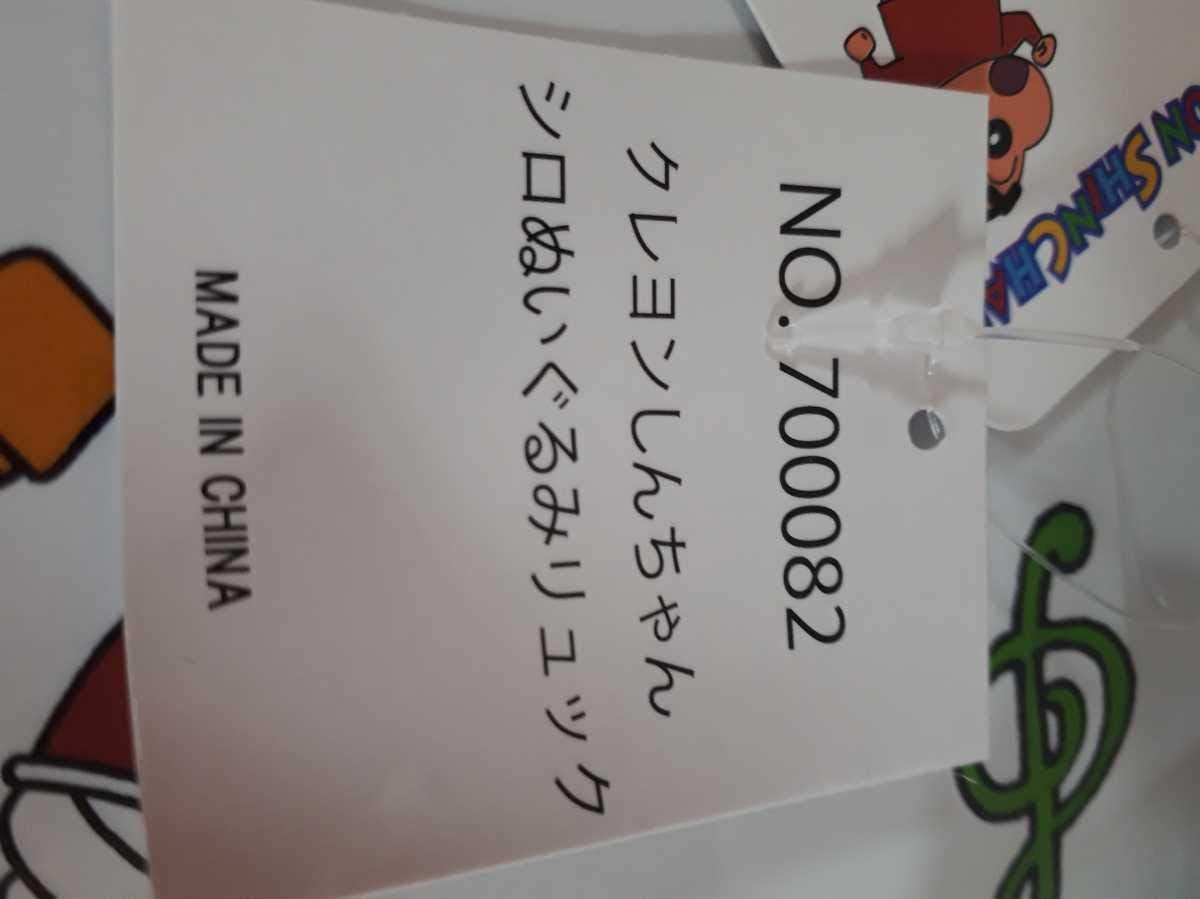 NO.700082
クレヨンしんちゃん
シロぬいぐるみリュック
MADE IN CHINA
ON SHINCHA